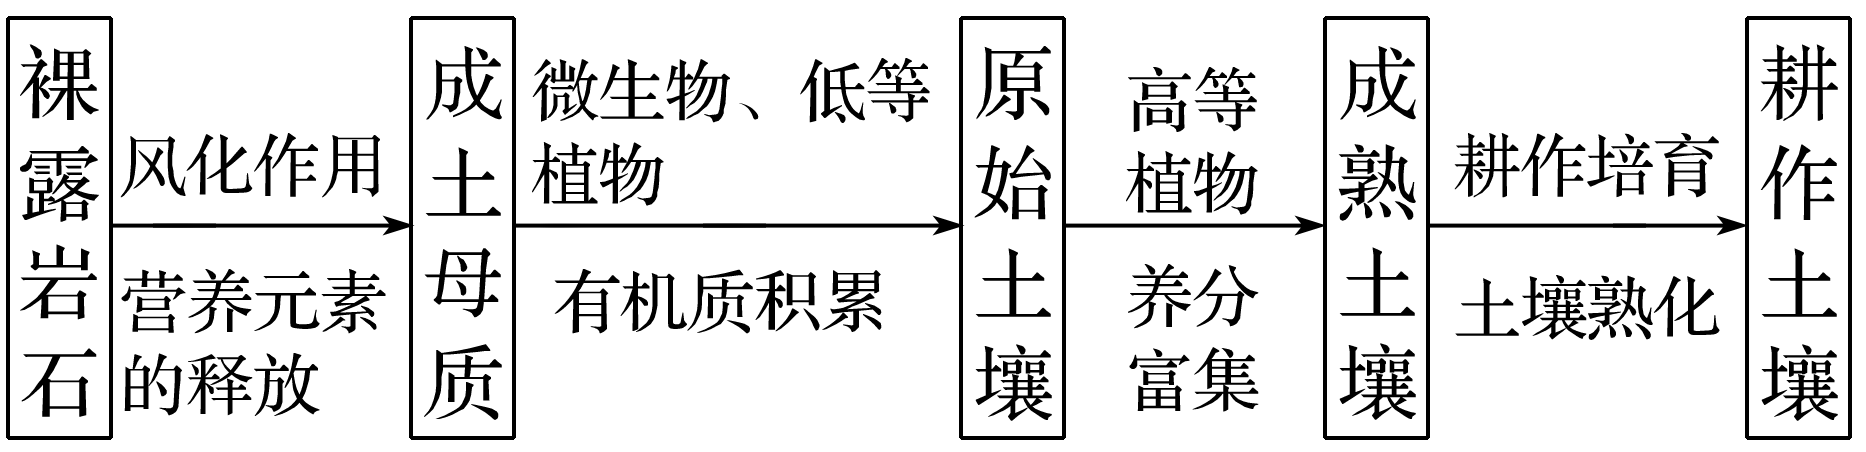 裸露岩石
风化作用
营养元素
的释放
成土母质
微生物、低等
植物
有机质积累
原始土壤
高等
植物
养分
富集
成熟土壤
耕作培育
土壤熟化
耕作土壤